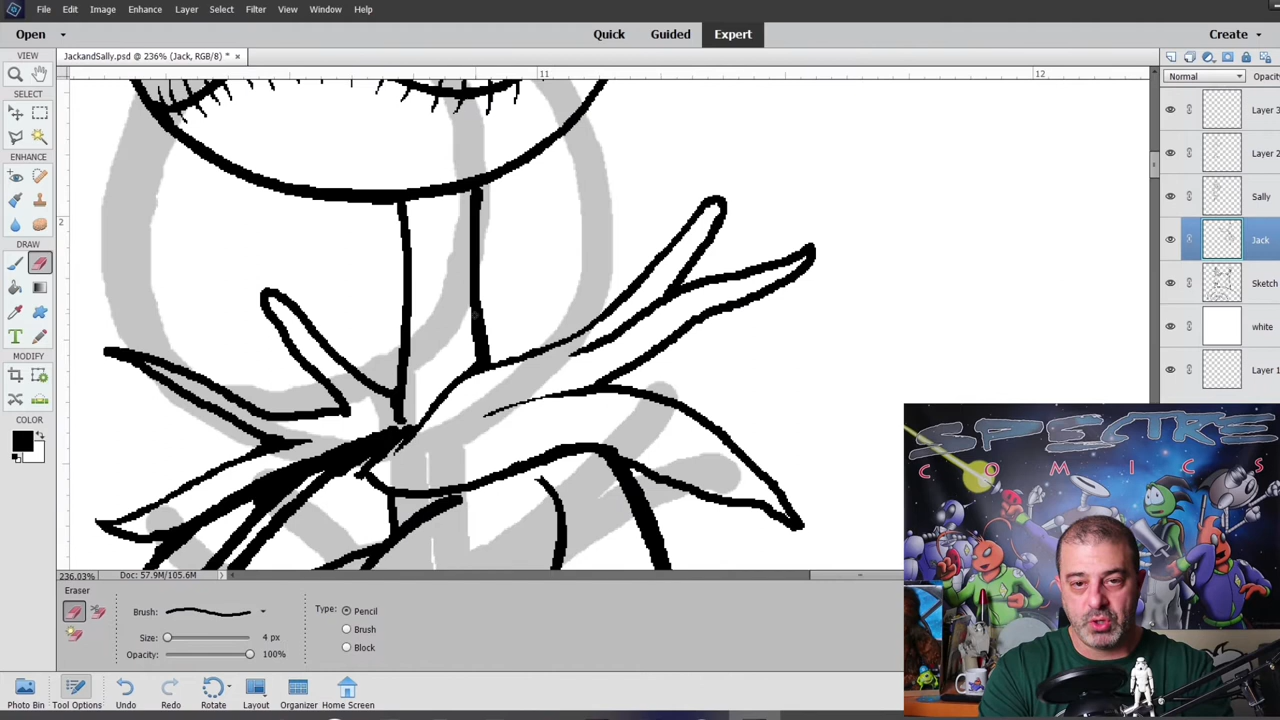 File Edit Image Enhance Layer Select Filter View Window Help
Open Quick Guided Expert Create
JackandSally.psd @ 236% (Jack, RGB/8) * ×
VIEW
SELECT
ENHANCE
DRAW
MODIFY
COLOR
11 12
2
Normal Opacity
Layer 3
Layer 2
Sally
Jack
Sketch
white
Layer 1
236.03% Doc: 57.9M/105.6M
Eraser
Brush:
Size: 4 px
Opacity: 100%
Type: Pencil
Brush
Block
Photo Bin Tool Options Undo Redo Rotate Layout Organizer Home Screen
SPECTRE
COMICS